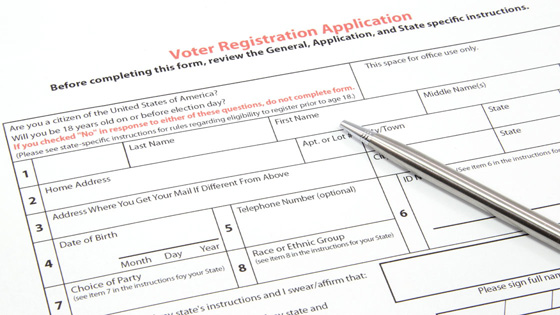 Voter Registration Application
Before completing this form, review the General, Application, and State specific instructions.
Are you a citizen of the United States of America?
This space for office use only.
Will you be 18 years old on or before election day?
If you checked "No" in response to either of these questions, do not complete form.
(Please see state-specific instructions for rules regarding eligibility to register prior to age 18.)
1
Last Name
First Name
Middle Name(s)
2
Home Address
Apt. or Lot #
City/Town
State
3
Address Where You Get Your Mail If Different From Above
State
4
Date of Birth
Month Day Year
5
Telephone Number (optional)
6
ID
(See Item 6 in the instructions for
7
Choice of Party
(see item 7 in the instructions foy your State)
8
Race or Ethnic Group
(see Item 8 in the instructions for your State)
state's instructions and I swear/affirm that:
state and
Please sign full name